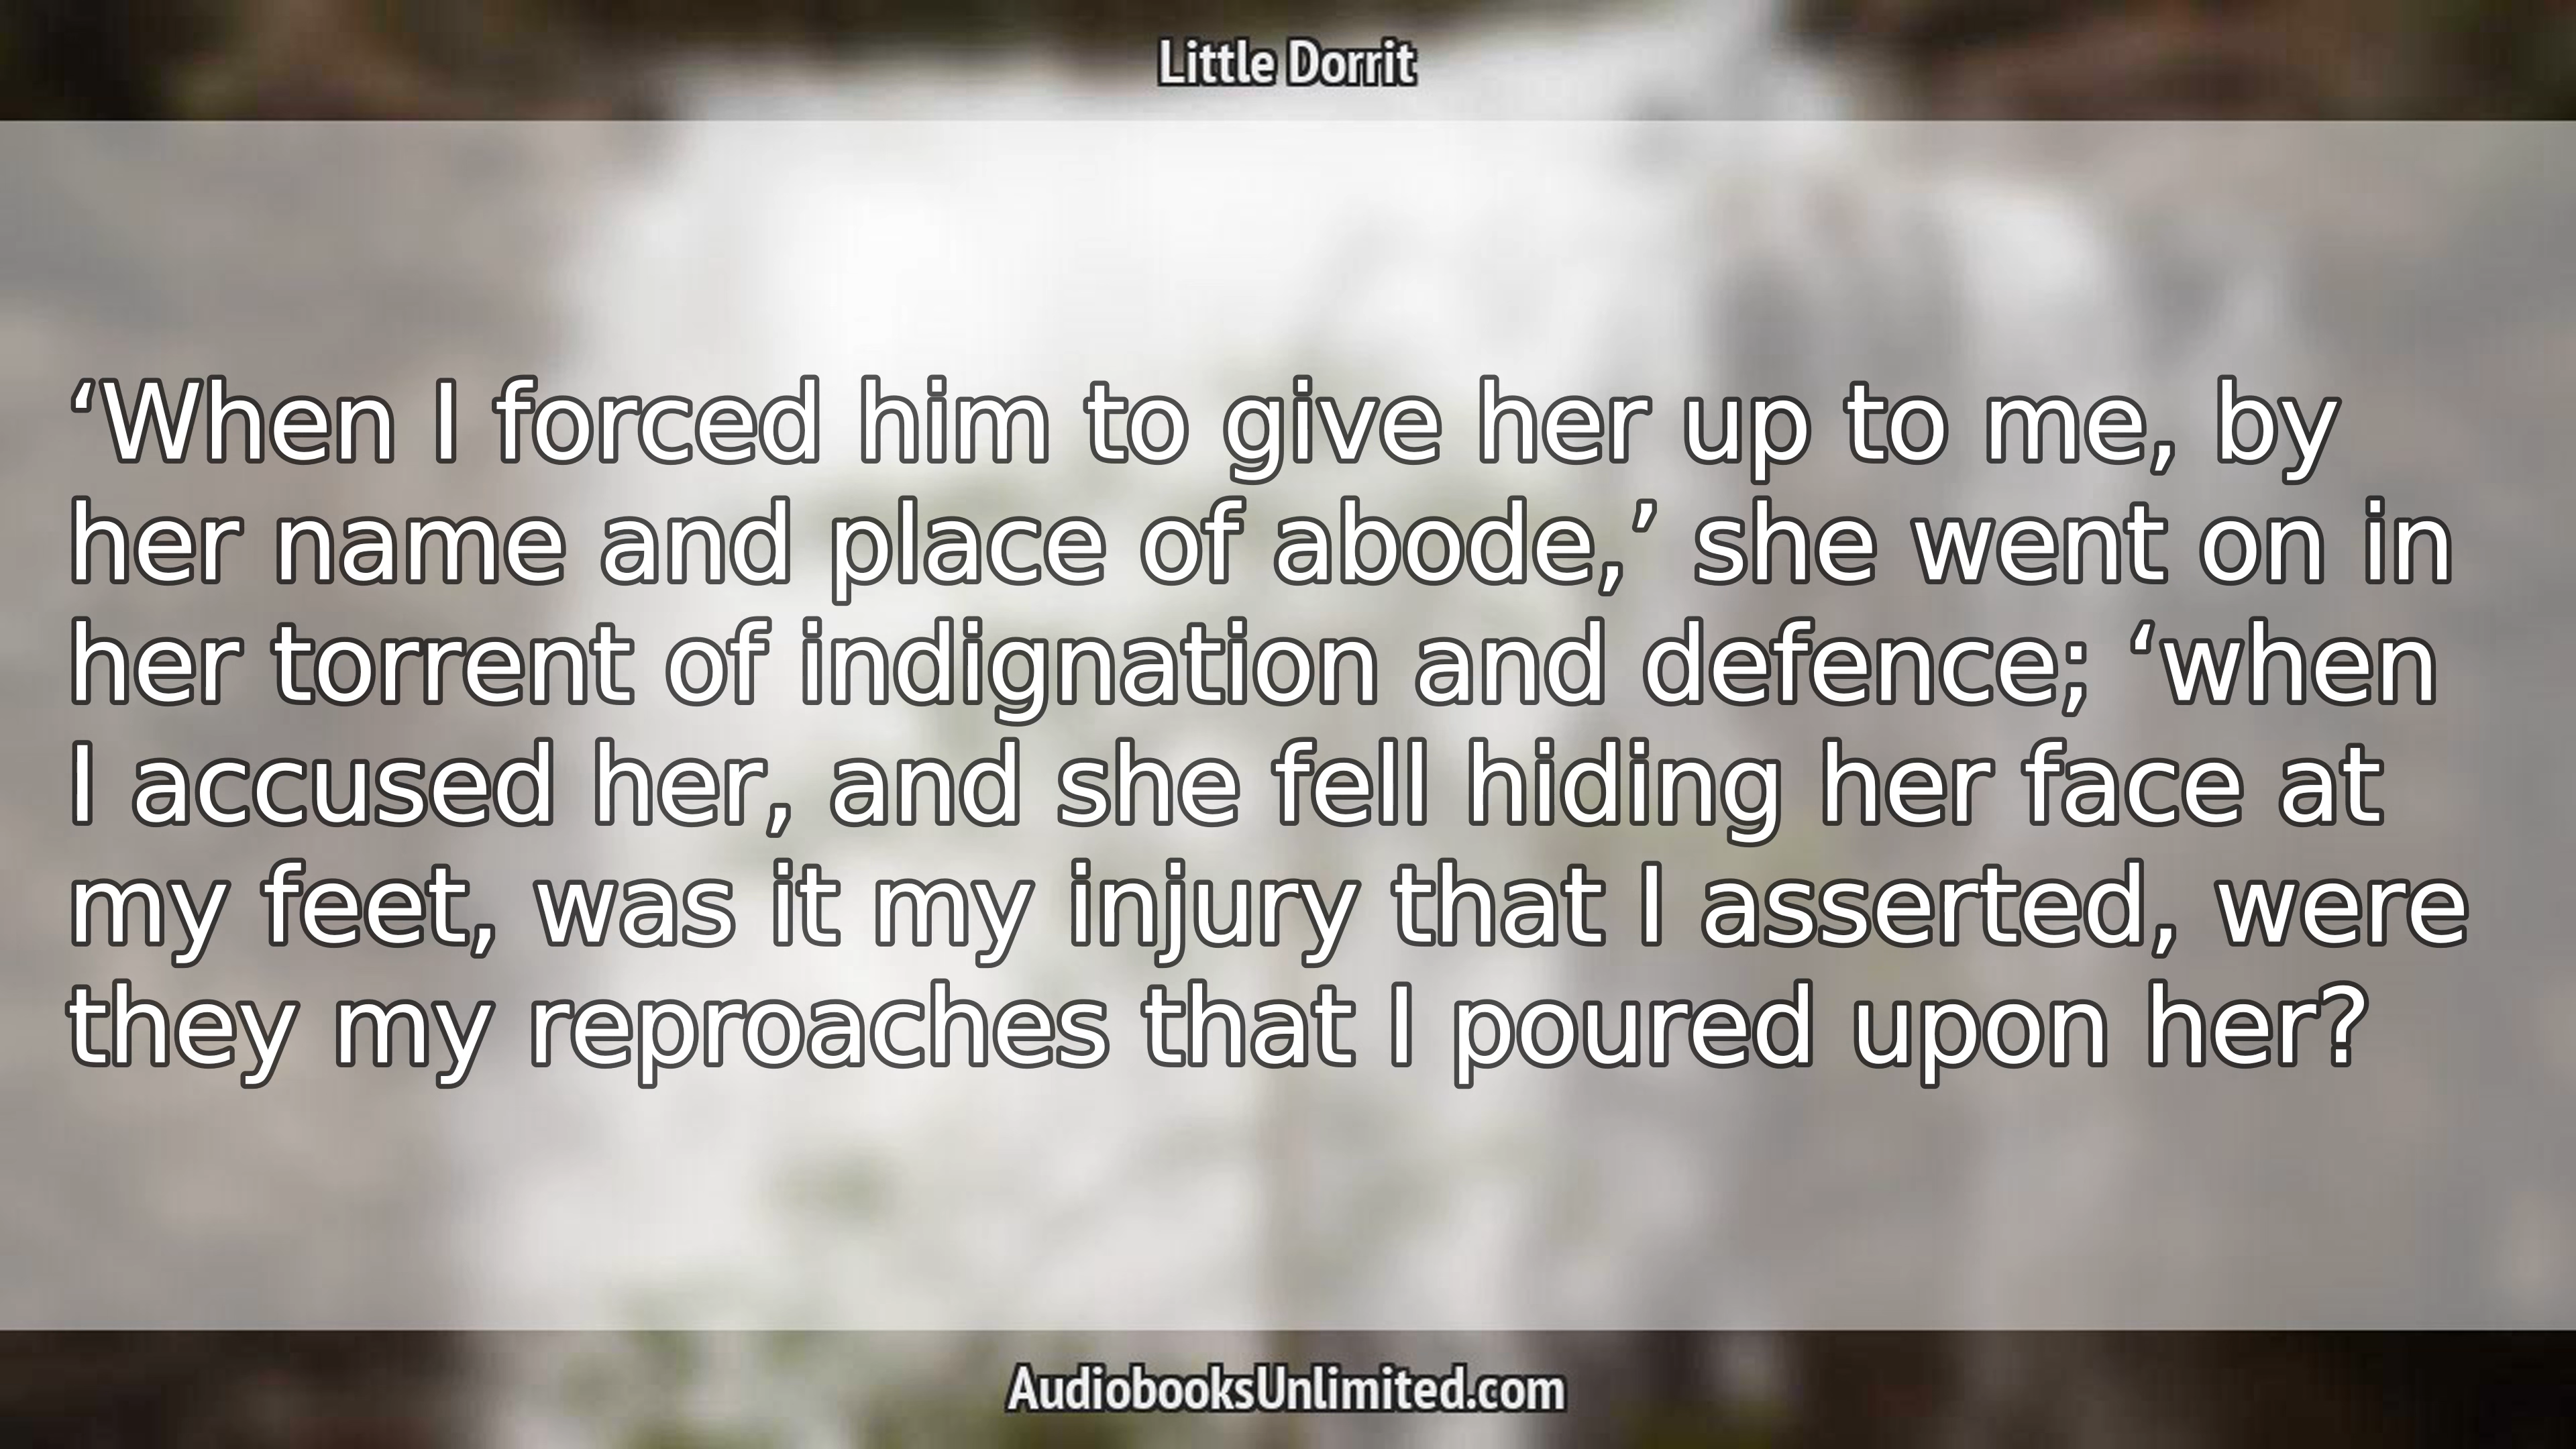 Little Dorrit
‘When I forced him to give her up to me, by
her name and place of abode,’ she went on in
her torrent of indignation and defence; ‘when
I accused her, and she fell hiding her face at
my feet, was it my injury that I asserted, were
they my reproaches that I poured upon her?
AudiobooksUnlimited.com